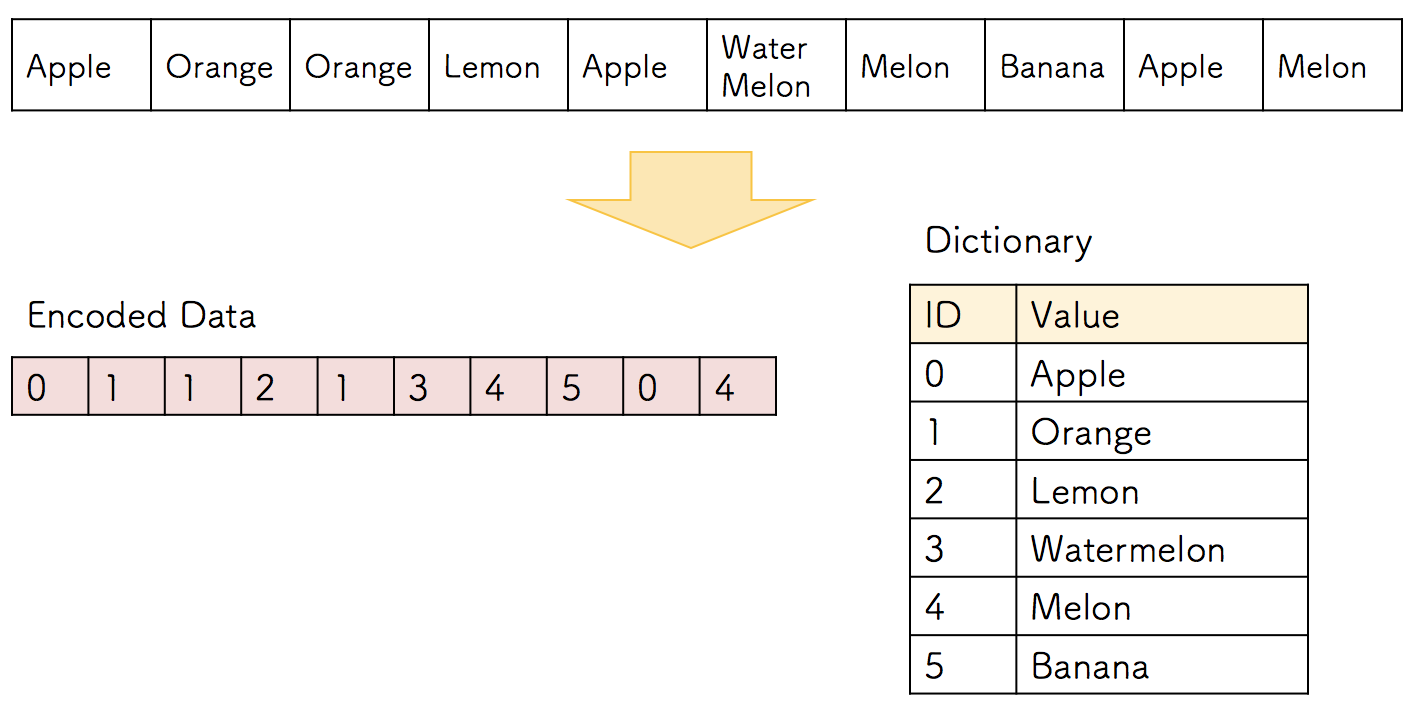 Apple Orange Orange Lemon Apple Water Melon Melon Banana Apple Melon
Dictionary
Encoded Data
0 1 1 2 1 3 4 5 0 4
ID Value
0 Apple
1 Orange
2 Lemon
3 Watermelon
4 Melon
5 Banana